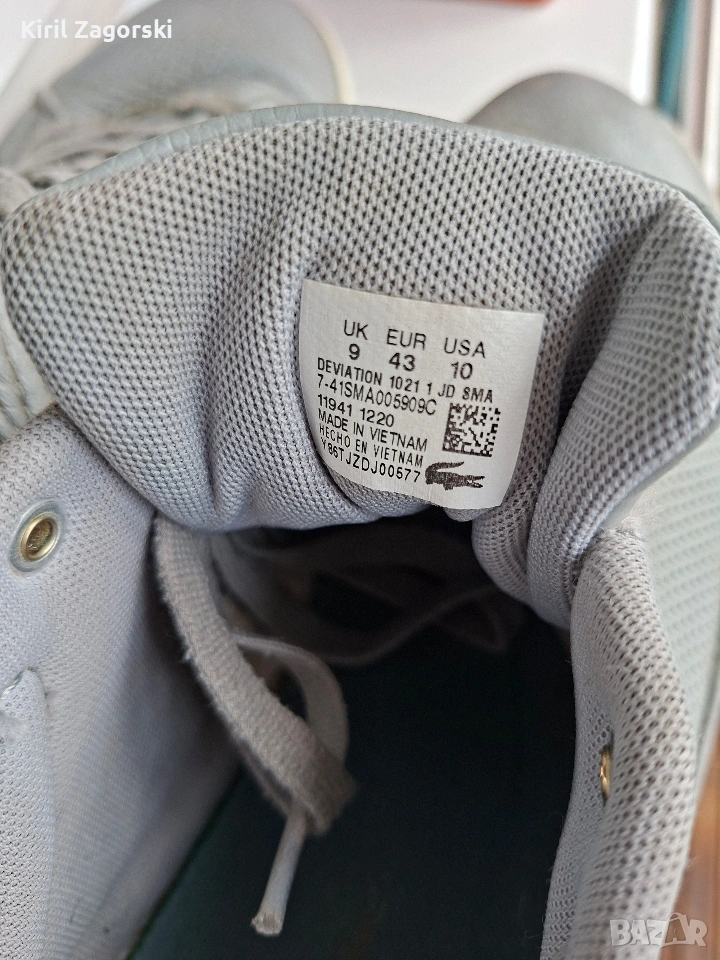 Kiril Zagorski
UK EUR USA
9 43 10
DEVIATION 1021 1 JD SMA
7-41SMA005909C
11941 1220
MADE IN VIETNAM
HECHO EN VIETNAM
Y86TJZDJ00677
BAZAR